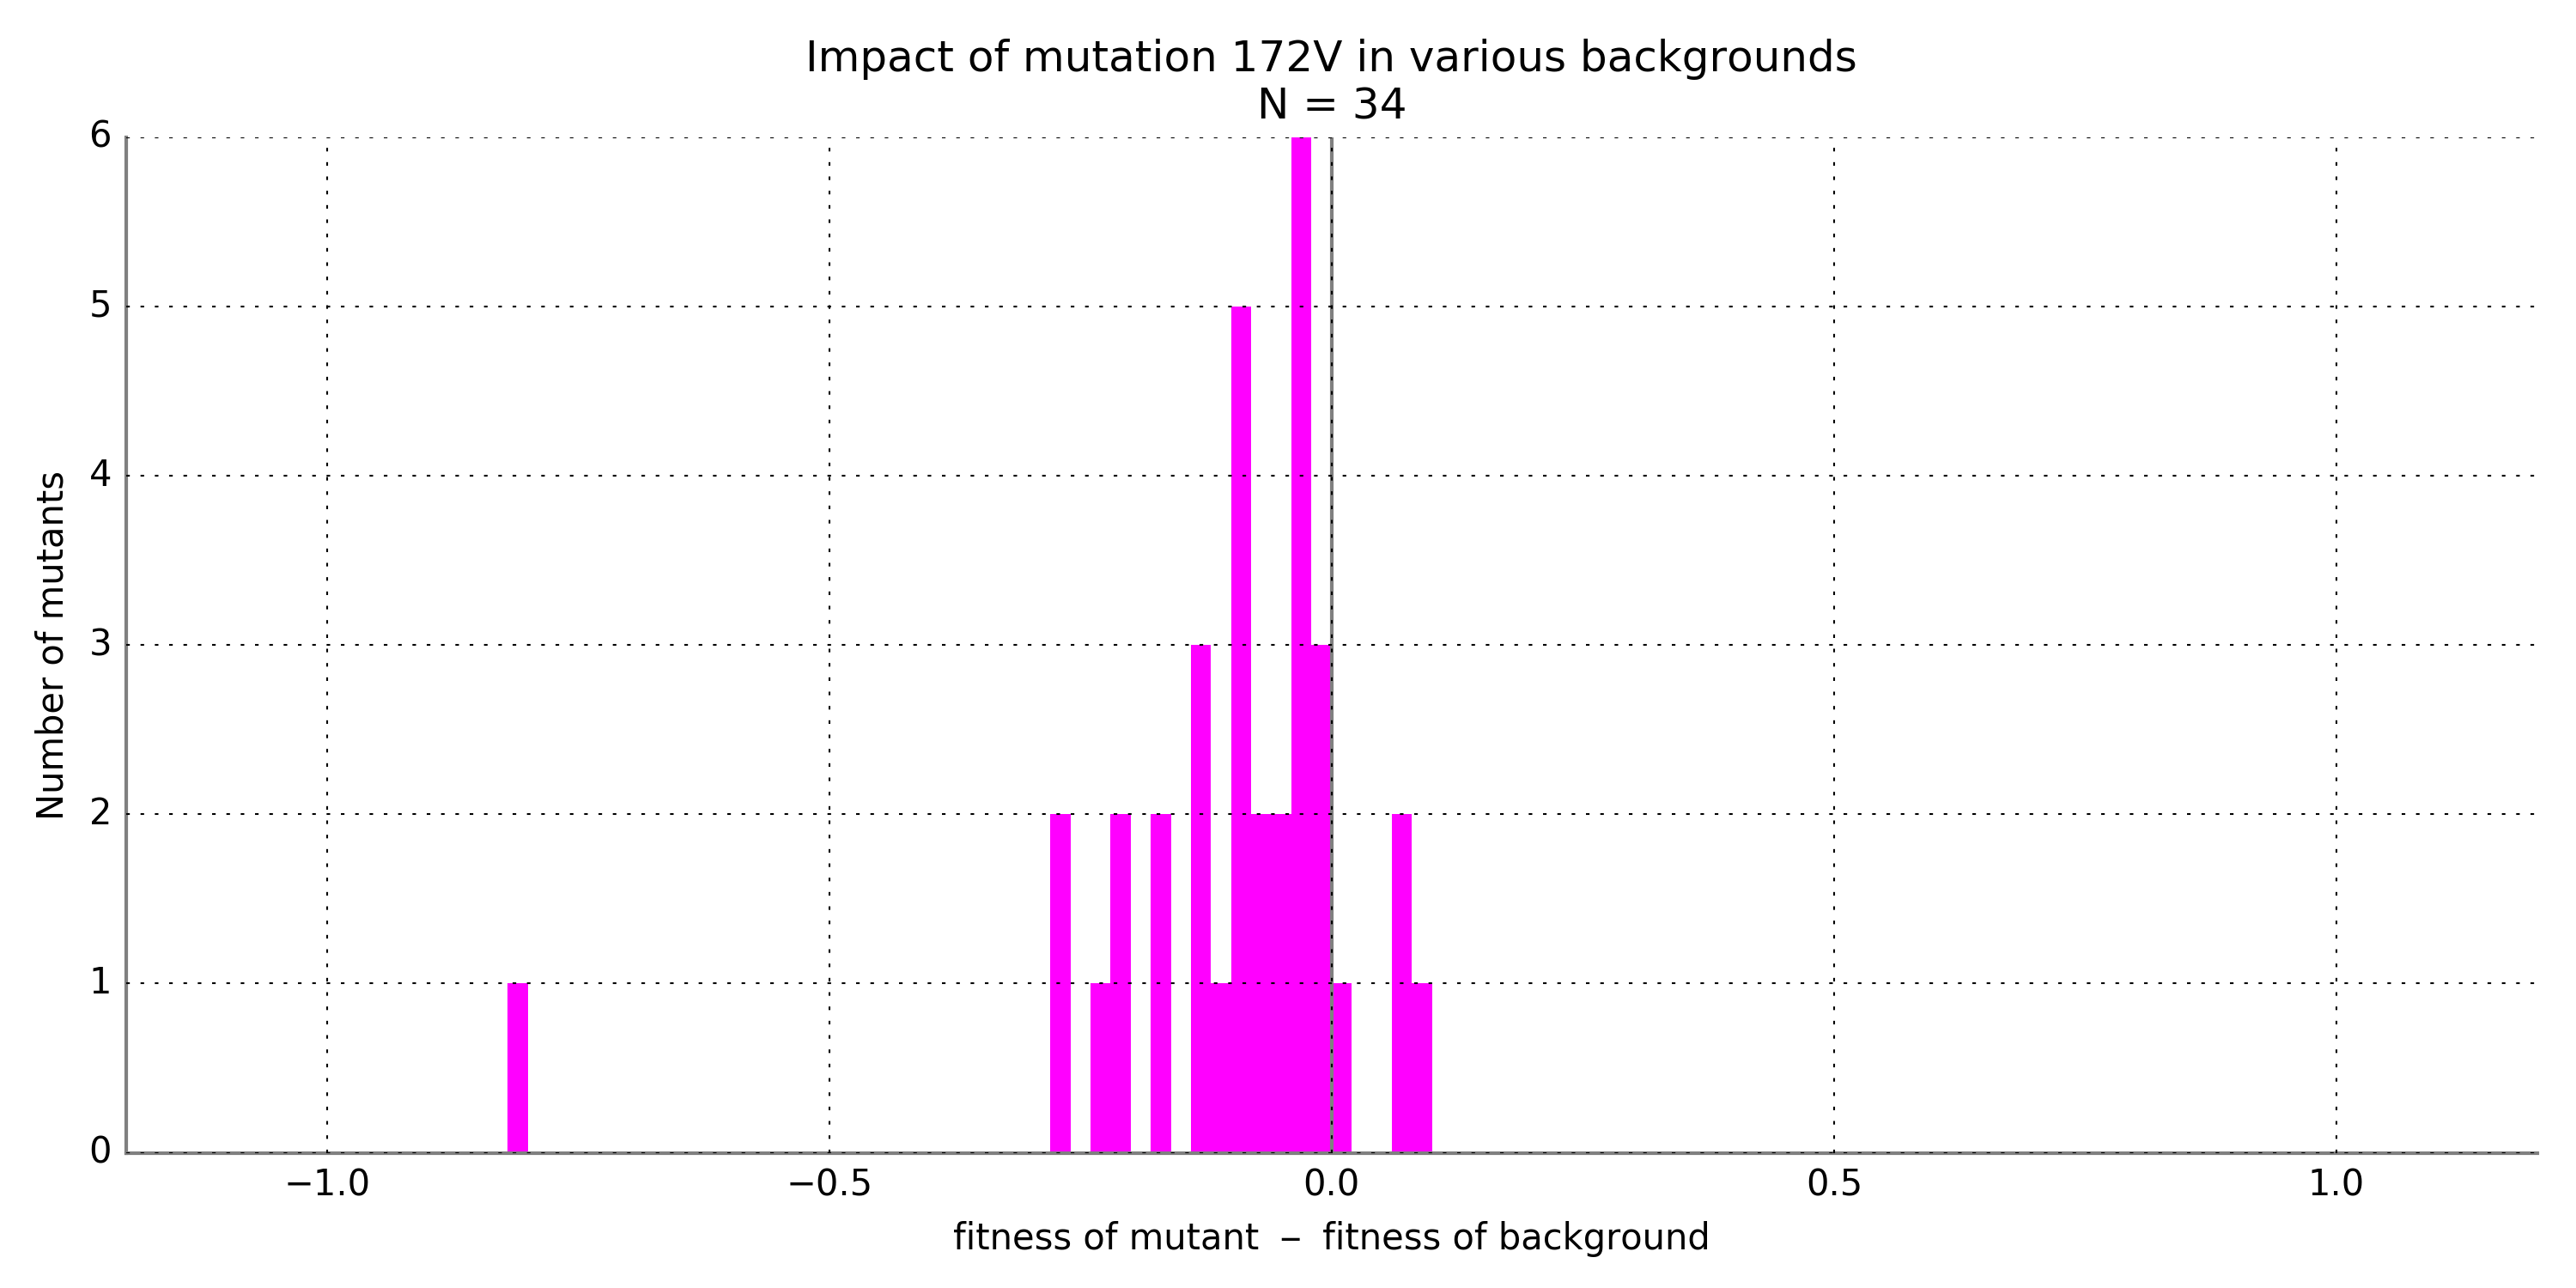 Impact of mutation 172V in various backgrounds
N = 34
6
5
4
3
2
1
0
Number of mutants
−1.0 −0.5 0.0 0.5 1.0
fitness of mutant – fitness of background